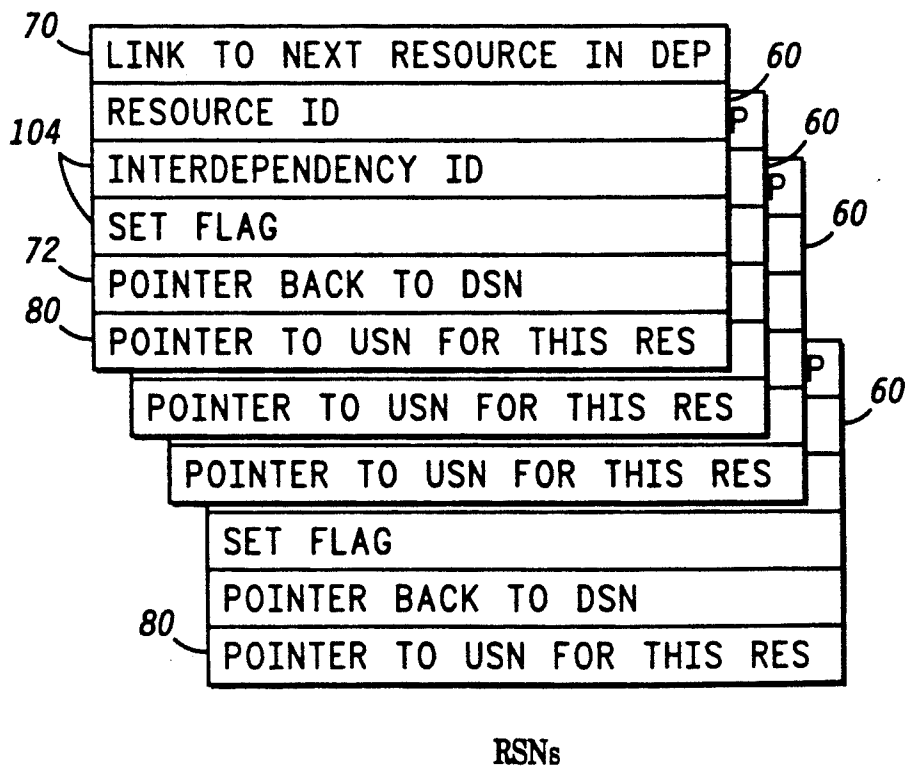 70
LINK TO NEXT RESOURCE IN DEP
60
RESOURCE ID
P
60
104
INTERDEPENDENCY ID
P
SET FLAG
60
72
POINTER BACK TO DSN
80
POINTER TO USN FOR THIS RES
P
60
POINTER TO USN FOR THIS RES
POINTER TO USN FOR THIS RES
SET FLAG
POINTER BACK TO DSN
80
POINTER TO USN FOR THIS RES
RSNs